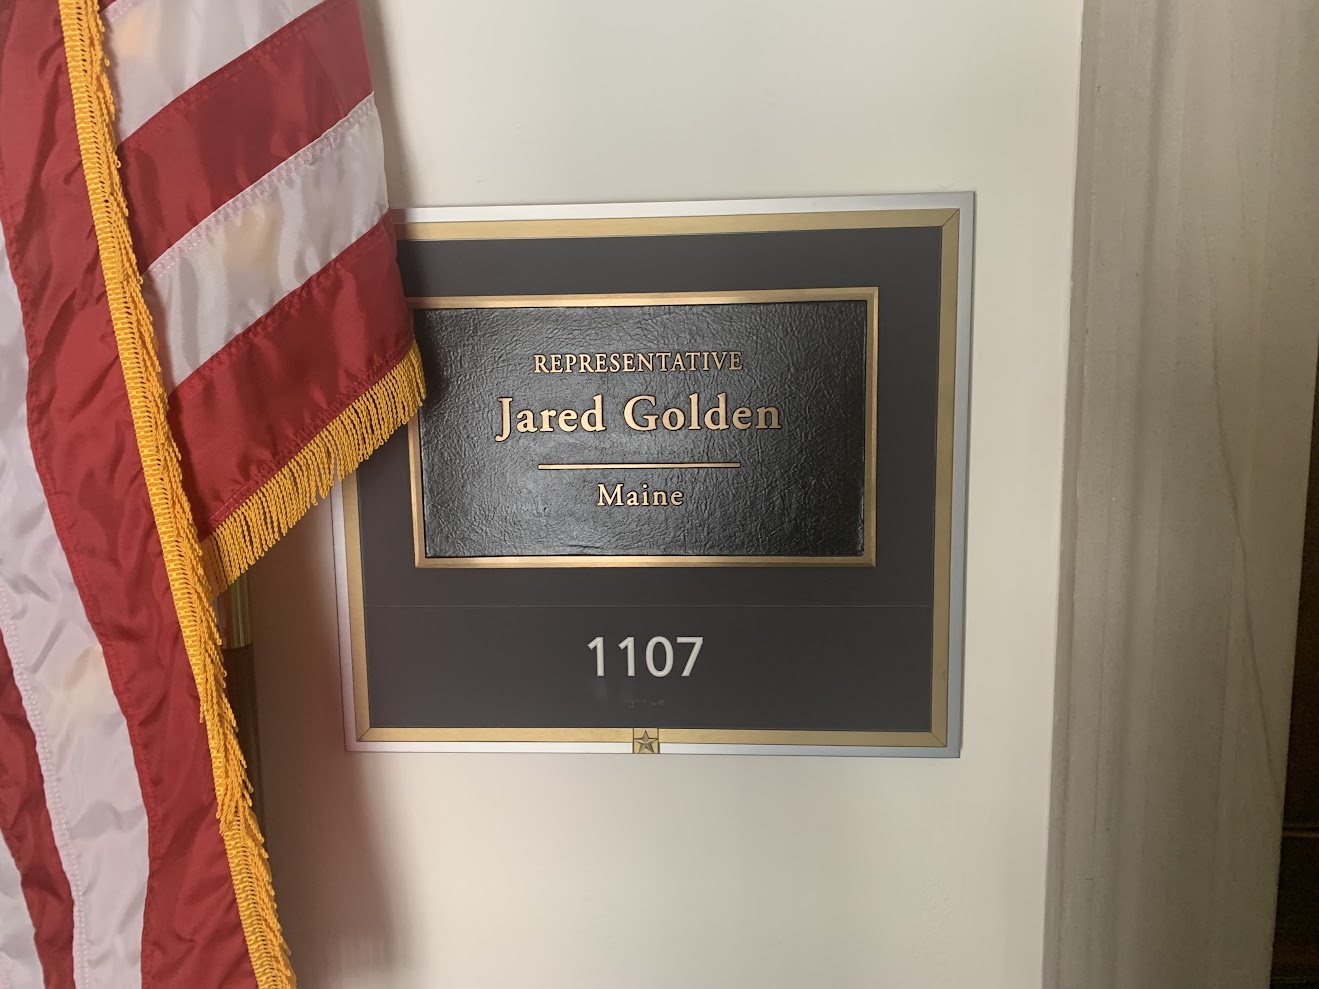 REPRESENTATIVE
Jared Golden
Maine
1107